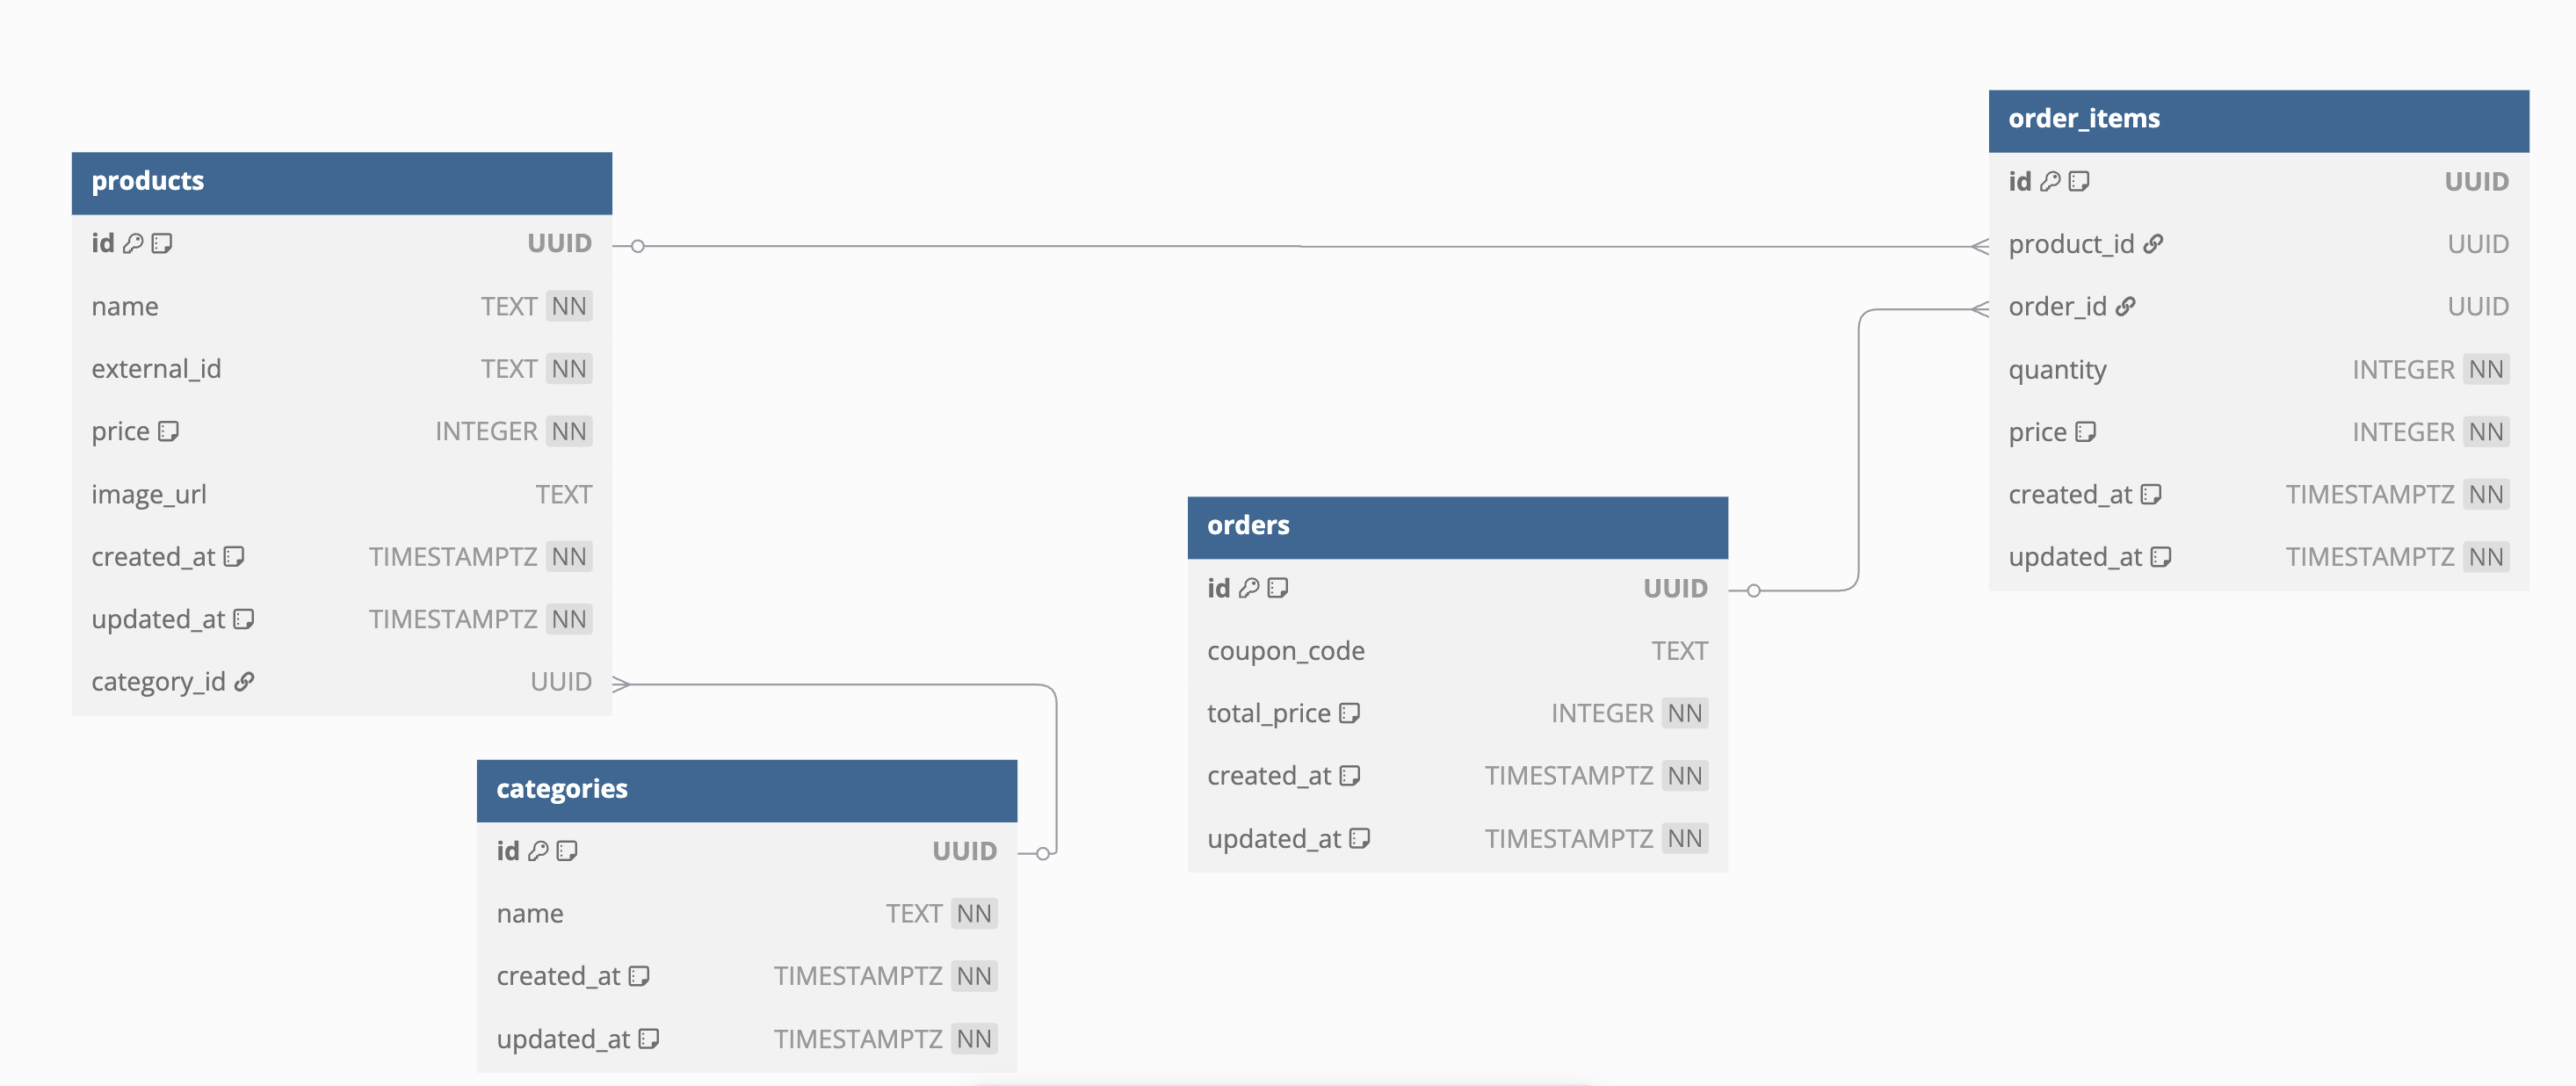 products
id UUID
name TEXT NN
external_id TEXT NN
price INTEGER NN
image_url TEXT
created_at TIMESTAMPTZ NN
updated_at TIMESTAMPTZ NN
category_id UUID
categories
id UUID
name TEXT NN
created_at TIMESTAMPTZ NN
updated_at TIMESTAMPTZ NN
orders
id UUID
coupon_code TEXT
total_price INTEGER NN
created_at TIMESTAMPTZ NN
updated_at TIMESTAMPTZ NN
order_items
id UUID
product_id UUID
order_id UUID
quantity INTEGER NN
price INTEGER NN
created_at TIMESTAMPTZ NN
updated_at TIMESTAMPTZ NN